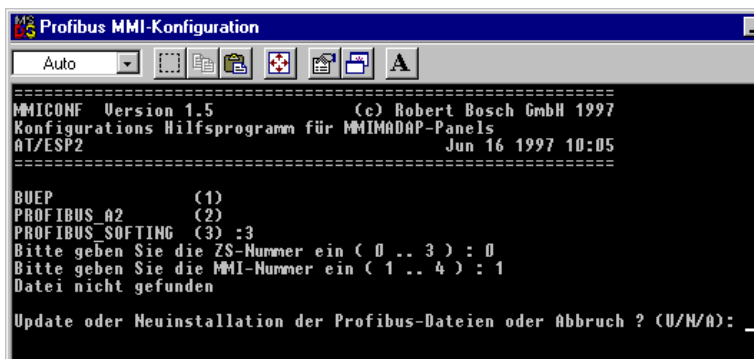 Profibus MMI-Konfiguration
Auto
A
==============================================================
MMICONF Version 1.5 (c) Robert Bosch GmbH 1997
Konfigurations Hilfsprogramm für MMIMADAP-Panels
AT/ESP2 Jun 16 1997 10:05
==============================================================
BUEP (1)
PROFIBUS_A2 (2)
PROFIBUS_SOFTING (3) :3
Bitte geben Sie die ZS-Nummer ein ( 0 .. 3 ) : 0
Bitte geben Sie die MMI-Nummer ein ( 1 .. 4 ) : 1
Datei nicht gefunden
Update oder Neuinstallation der Profibus-Dateien oder Abbruch ? (U/N/A): _